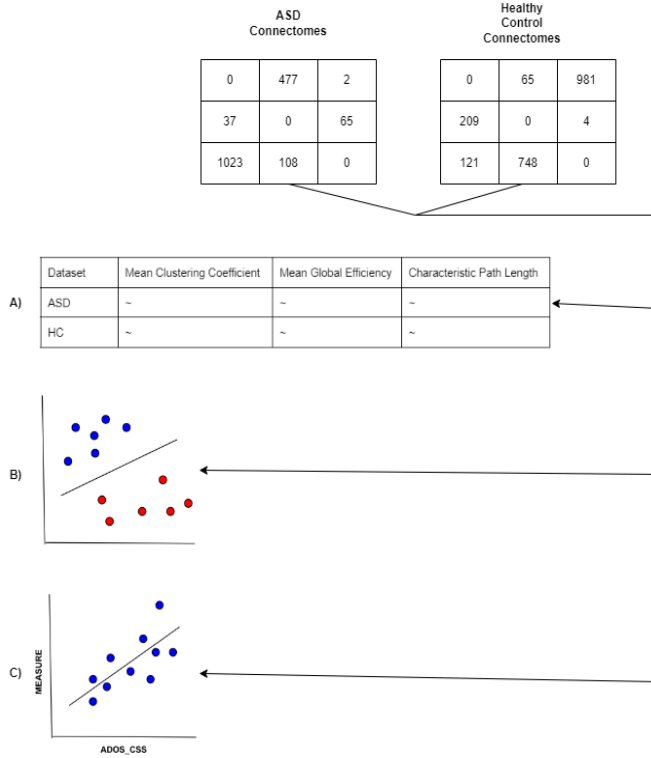 ASD
Connectomes
Healthy
Control
Connectomes
0 477 2
37 0 65
1023 108 0
0 65 981
209 0 4
121 748 0
A)
Dataset Mean Clustering Coefficient Mean Global Efficiency Characteristic Path Length
ASD ~ ~ ~
HC ~ ~ ~
B)
C)
MEASURE
ADOS_CSS